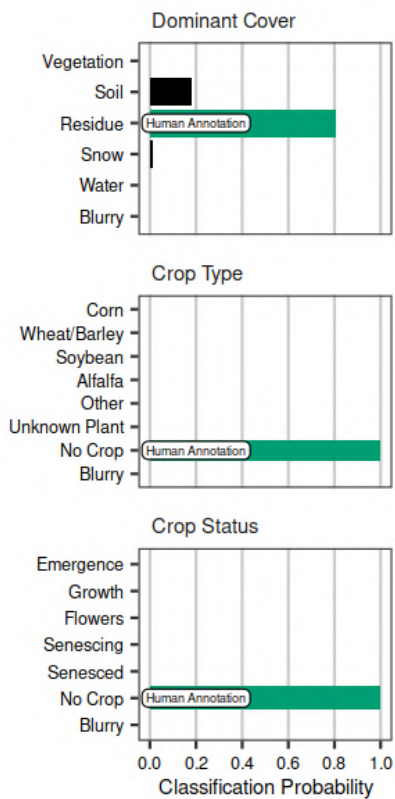 Dominant Cover
Vegetation
Soil
Residue
Human Annotation
Snow
Water
Blurry
Crop Type
Corn
Wheat/Barley
Soybean
Alfalfa
Other
Unknown Plant
No Crop
Human Annotation
Blurry
Crop Status
Emergence
Growth
Flowers
Senescing
Senesced
No Crop
Human Annotation
Blurry
0.0 0.2 0.4 0.6 0.8 1.0
Classification Probability